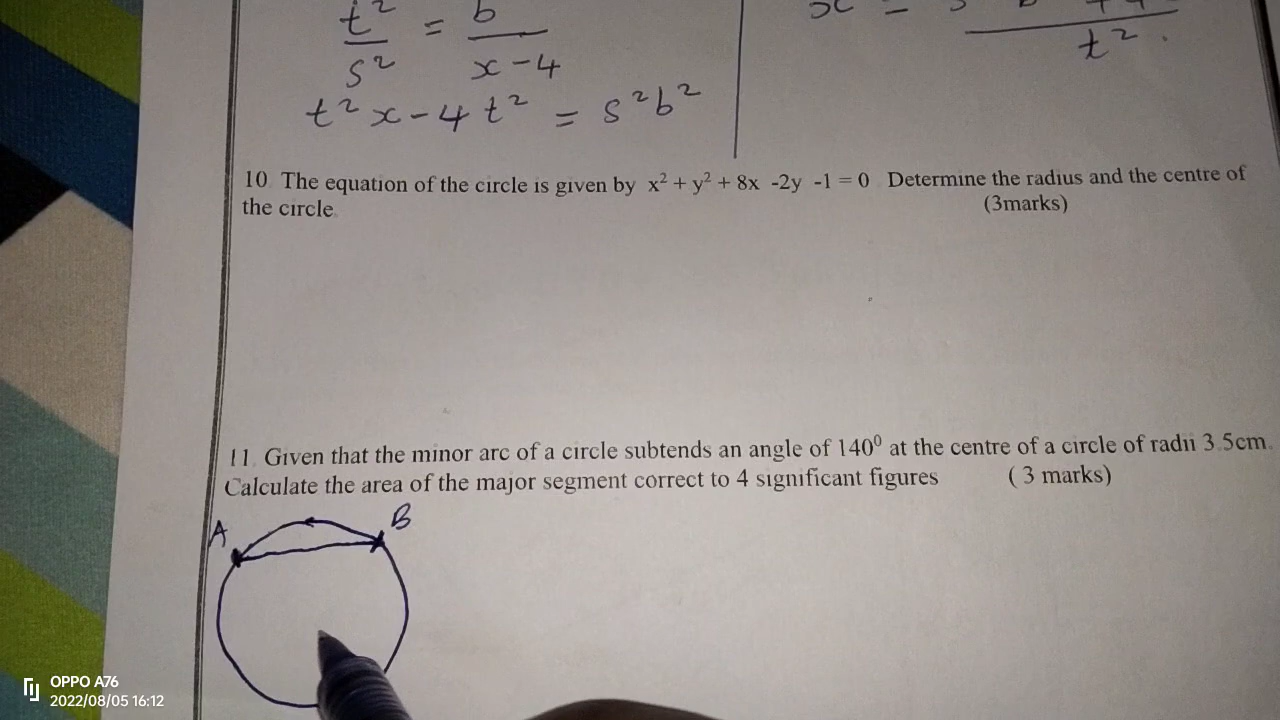 t² = b
s² x - 4
t²x - 4t² = s²b²
x =
t².
10 The equation of the circle is given by x² + y² + 8x -2y -1 = 0 Determine the radius and the centre of
the circle (3marks)
11. Given that the minor arc of a circle subtends an angle of 140⁰ at the centre of a circle of radii 3.5cm.
Calculate the area of the major segment correct to 4 significant figures ( 3 marks)
A B
OPPO A76
2022/08/05 16:12